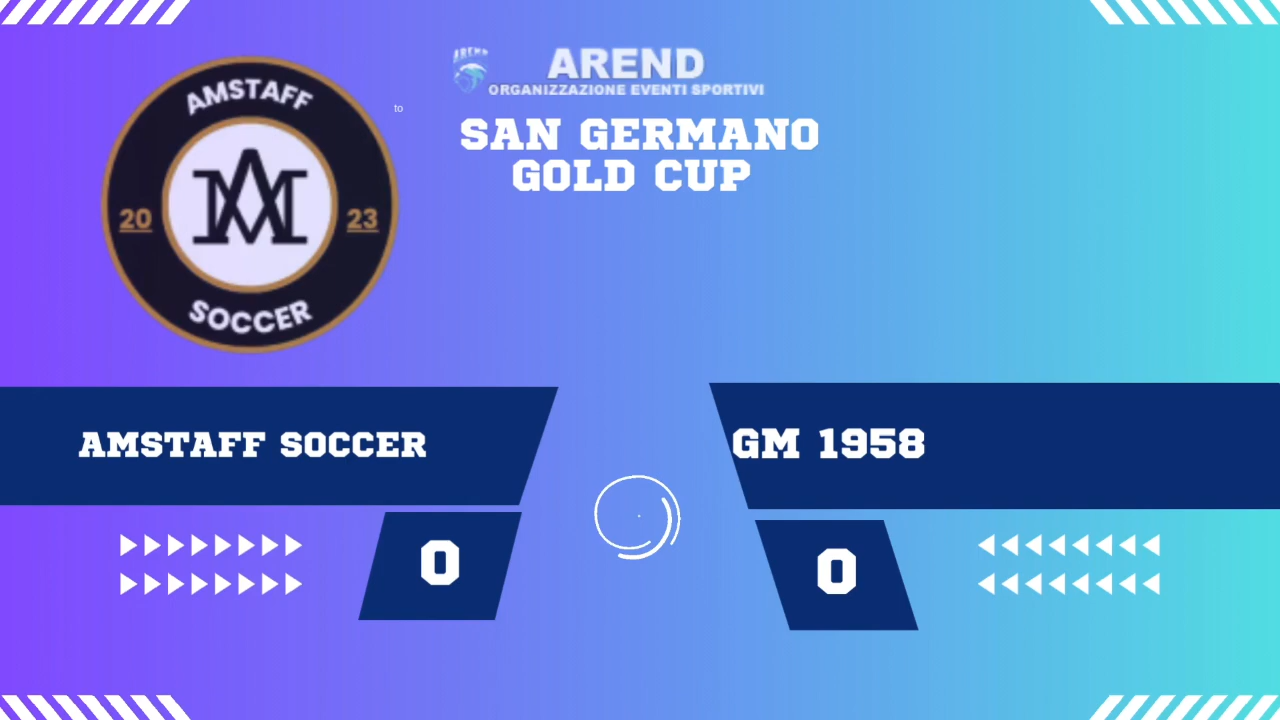 AREND
ORGANIZZAZIONE EVENTI SPORTIVI
SAN GERMANO
GOLD CUP
to
AMSTAFF
20 23
SOCCER
AMSTAFF SOCCER
GM 1958
0
0